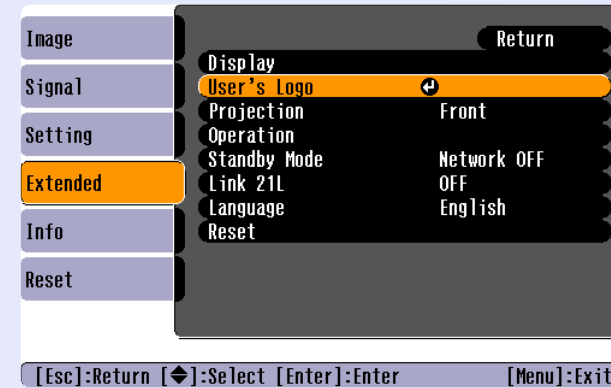 Image
Signal
Setting
Extended
Info
Reset
Return
Display
User's Logo
Projection Front
Operation
Standby Mode Network OFF
Link 21L OFF
Language English
Reset
[Esc]:Return [◆]:Select [Enter]:Enter [Menu]:Exit